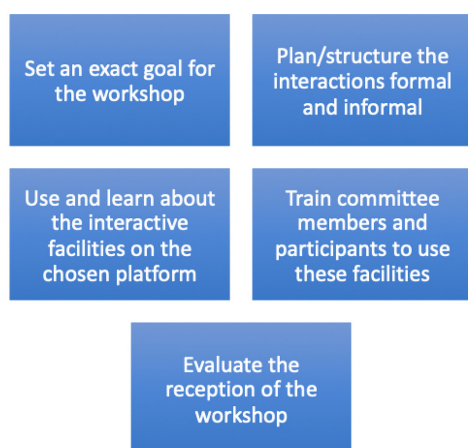 Set an exact goal for
the workshop
Plan/structure the
interactions formal
and informal
Use and learn about
the interactive
facilities on the
chosen platform
Train committee
members and
participants to use
these facilities
Evaluate the
reception of the
workshop